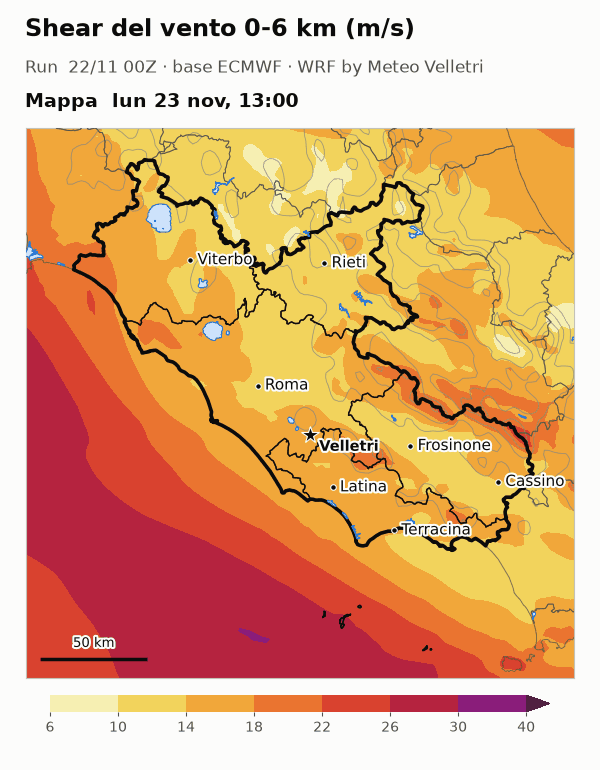 Shear del vento 0-6 km (m/s)
Run  22/11 00Z · base ECMWF · WRF by Meteo Velletri
Mappa  lun 23 nov, 13:00
Viterbo
Rieti
Roma
Velletri
Frosinone
Cassino
Latina
Terracina
50 km
6 10 14 18 22 26 30 40